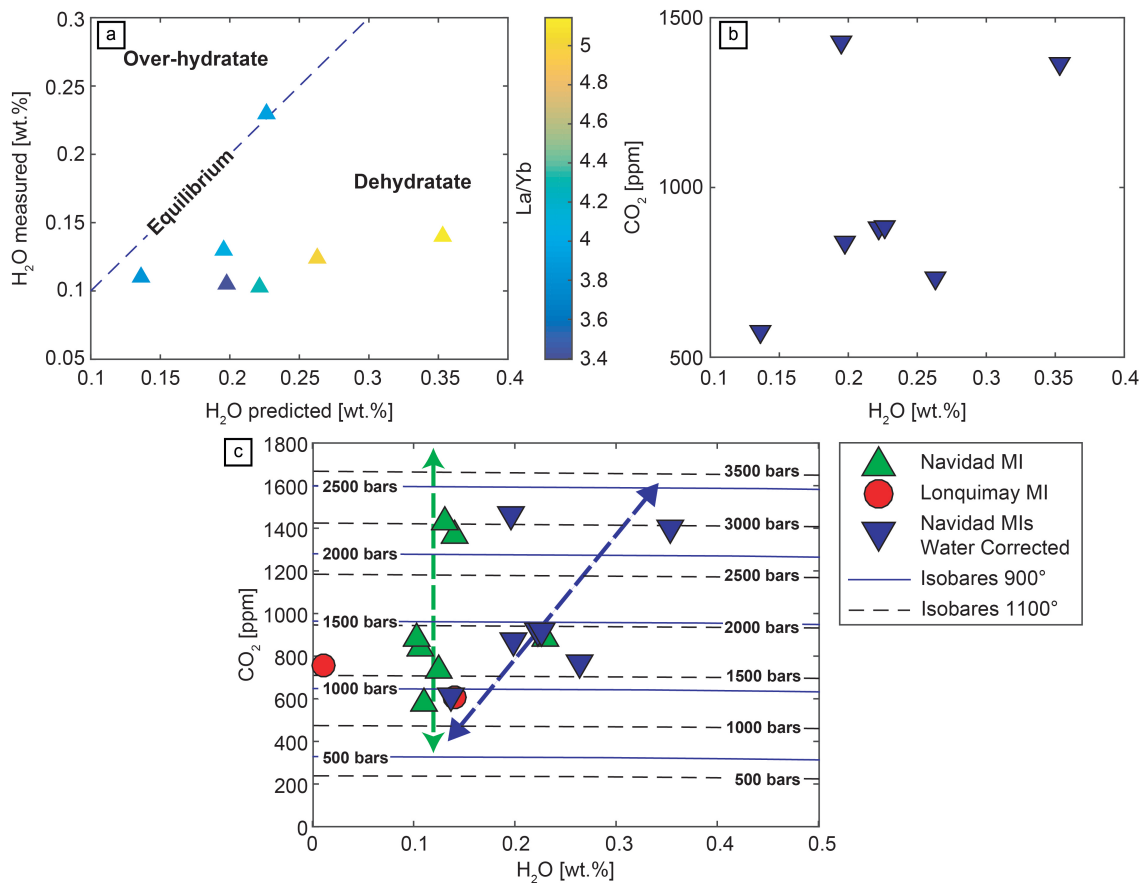 a
Over-hydratate
Equilibrium
Dehydratate
H2O measured [wt.%]
0.3
0.25
0.2
0.15
0.1
0.05
0.1
0.15
0.2
0.25
0.3
0.35
0.4
H2O predicted [wt.%]
La/Yb
5
4.8
4.6
4.4
4.2
4
3.8
3.6
3.4
b
CO2 [ppm]
1500
1000
500
0.1
0.15
0.2
0.25
0.3
0.35
0.4
H2O [wt.%]
c
CO2 [ppm]
1800
1600
1400
1200
1000
800
600
400
200
0
3500 bars
2500 bars
3000 bars
2000 bars
2500 bars
1500 bars
2000 bars
1500 bars
1000 bars
1000 bars
500 bars
500 bars
0
0.1
0.2
0.3
0.4
0.5
H2O [wt.%]
Navidad MI
Lonquimay MI
Navidad MIs
Water Corrected
Isobares 900°
Isobares 1100°